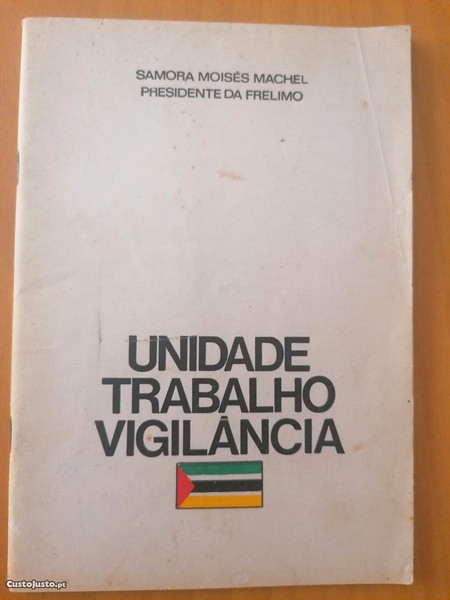 SAMORA MOISÉS MACHEL
PRESIDENTE DA FRELIMO
UNIDADE
TRABALHO
VIGILÂNCIA
CustoJusto.pt